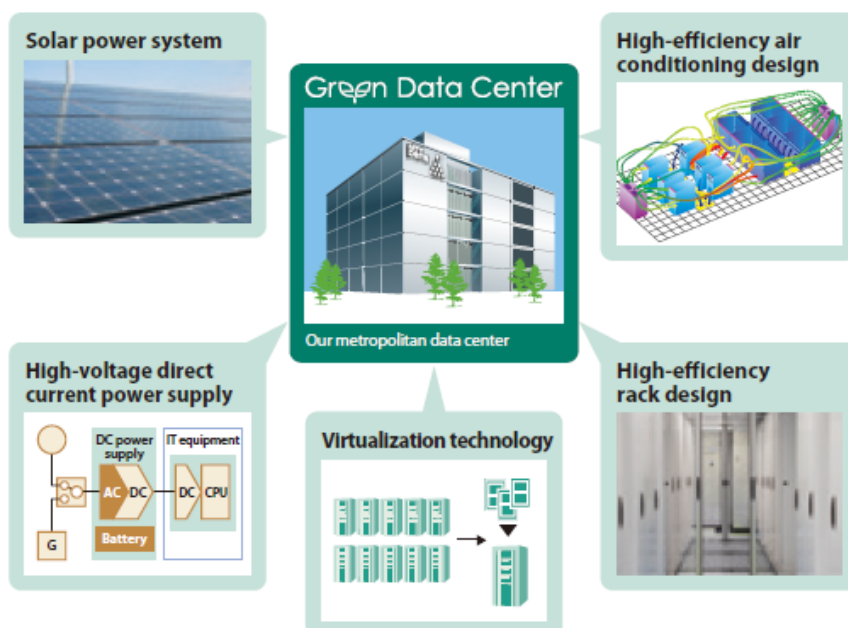 Solar power system
Green Data Center
Our metropolitan data center
High-efficiency air
conditioning design
High-voltage direct
current power supply
DC power
supply
IT equipment
AC
DC
DC
CPU
G
Battery
Virtualization technology
High-efficiency
rack design